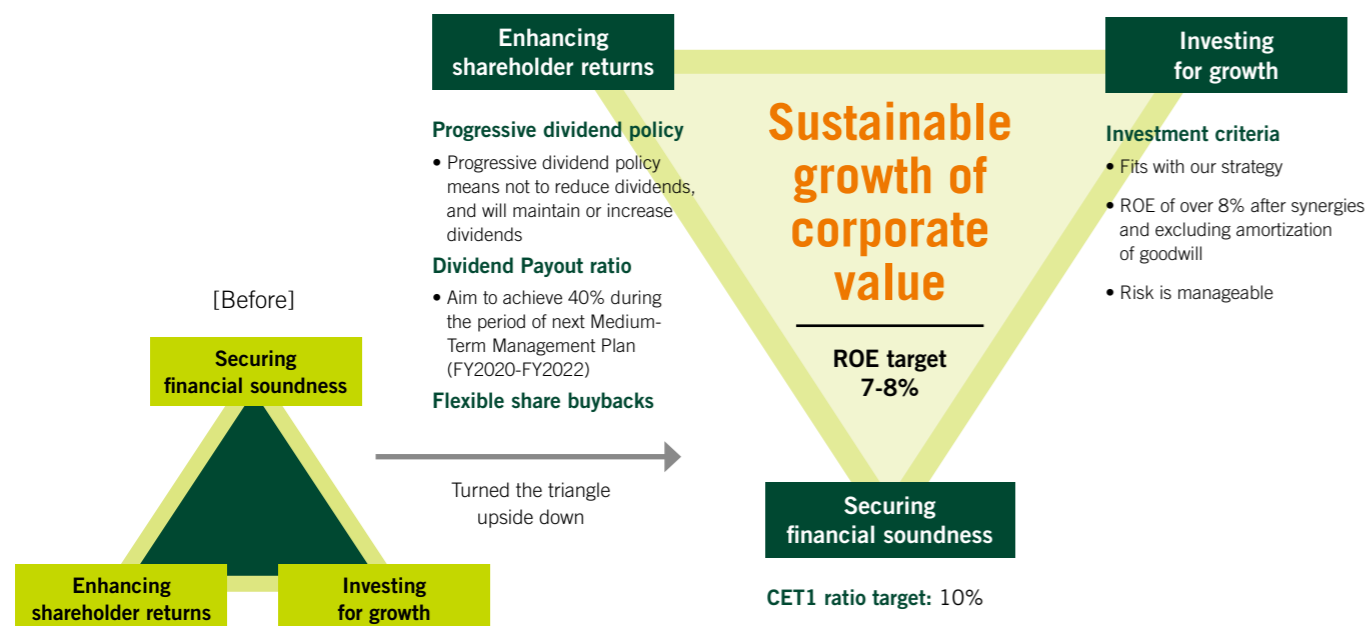 Enhancing
shareholder returns
Progressive dividend policy
• Progressive dividend policy
means not to reduce dividends,
and will maintain or increase
dividends
Dividend Payout ratio
• Aim to achieve 40% during
the period of next Medium-
Term Management Plan
(FY2020-FY2022)
Flexible share buybacks
Sustainable
growth of
corporate
value
ROE target
7-8%
Investing
for growth
Investment criteria
• Fits with our strategy
• ROE of over 8% after synergies
and excluding amortization
of goodwill
• Risk is manageable
[Before]
Securing
financial soundness
Enhancing
shareholder returns
Investing
for growth
Turned the triangle
upside down
Securing
financial soundness
CET1 ratio target: 10%